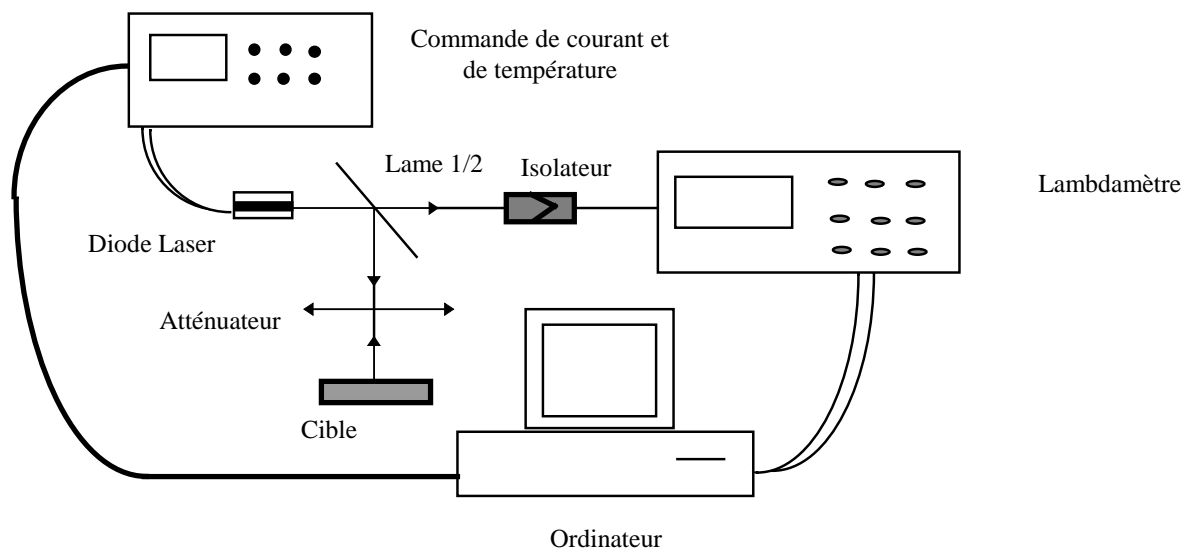 Commande de courant et
de température
Lame 1/2
Isolateur
Lambdamètre
Diode Laser
Atténuateur
Cible
Ordinateur